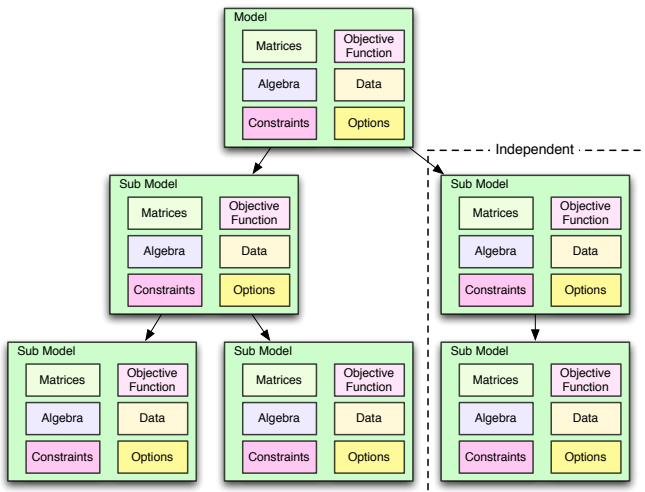 Model
Matrices
Objective
Function
Algebra
Data
Constraints
Options
Independent
Sub Model
Matrices
Objective
Function
Algebra
Data
Constraints
Options
Sub Model
Matrices
Objective
Function
Algebra
Data
Constraints
Options
Sub Model
Matrices
Objective
Function
Algebra
Data
Constraints
Options
Sub Model
Matrices
Objective
Function
Algebra
Data
Constraints
Options
Sub Model
Matrices
Objective
Function
Algebra
Data
Constraints
Options